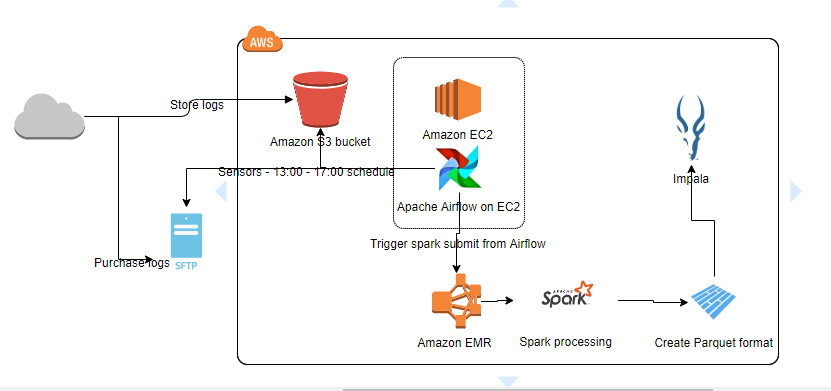 AWS
Store logs
Amazon S3 bucket
Amazon EC2
Sensors - 13:00 - 17:00 schedule
Apache Airflow on EC2
Impala
Purchase logs
SFTP
Trigger spark submit from Airflow
APACHE
Spark
Amazon EMR
Spark processing
Create Parquet format